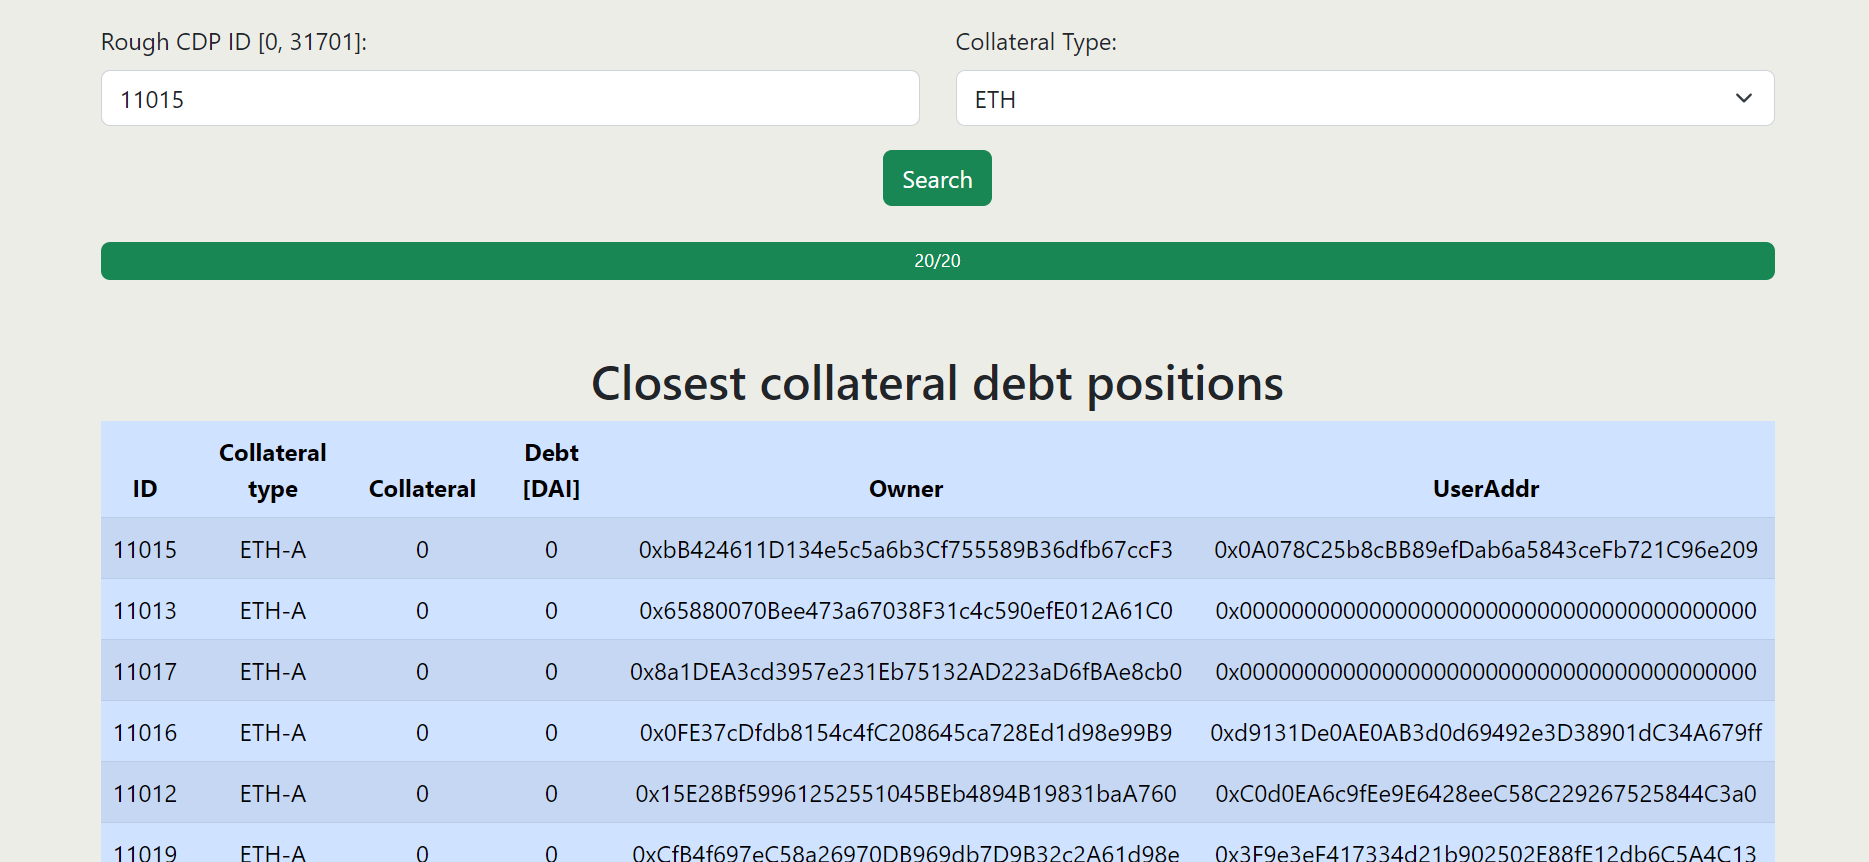 Rough CDP ID [0, 31701]: Collateral Type:
11015 ETH
Search
20/20
Closest collateral debt positions
Collateral Debt
ID type Collateral [DAI] Owner UserAddr
11015 ETH-A 0 0 0xbB424611D134e5c5a6b3Cf755589B36dfb67ccF3 0x0A078C25b8cBB89efDab6a5843ceFb721C96e209
11013 ETH-A 0 0 0x65880070Bee473a67038F31c4c590efE012A61C0 0x0000000000000000000000000000000000000000
11017 ETH-A 0 0 0x8a1DEA3cd3957e231Eb75132AD223aD6fBAe8cb0 0x0000000000000000000000000000000000000000
11016 ETH-A 0 0 0x0FE37cDfdb8154c4fC208645ca728Ed1d98e99B9 0xd9131De0AE0AB3d0d69492e3D38901dC34A679ff
11012 ETH-A 0 0 0x15E28Bf59961252551045BEb4894B19831baA760 0xC0d0EA6c9fEe9E6428eeC58C229267525844C3a0
11019 ETH-A 0 0 0xCfB4f697eC58a26970DB969db7D9B32c2A61d98e 0x3F9e3eF417334d21b902502E88fE12db6C5A4C13